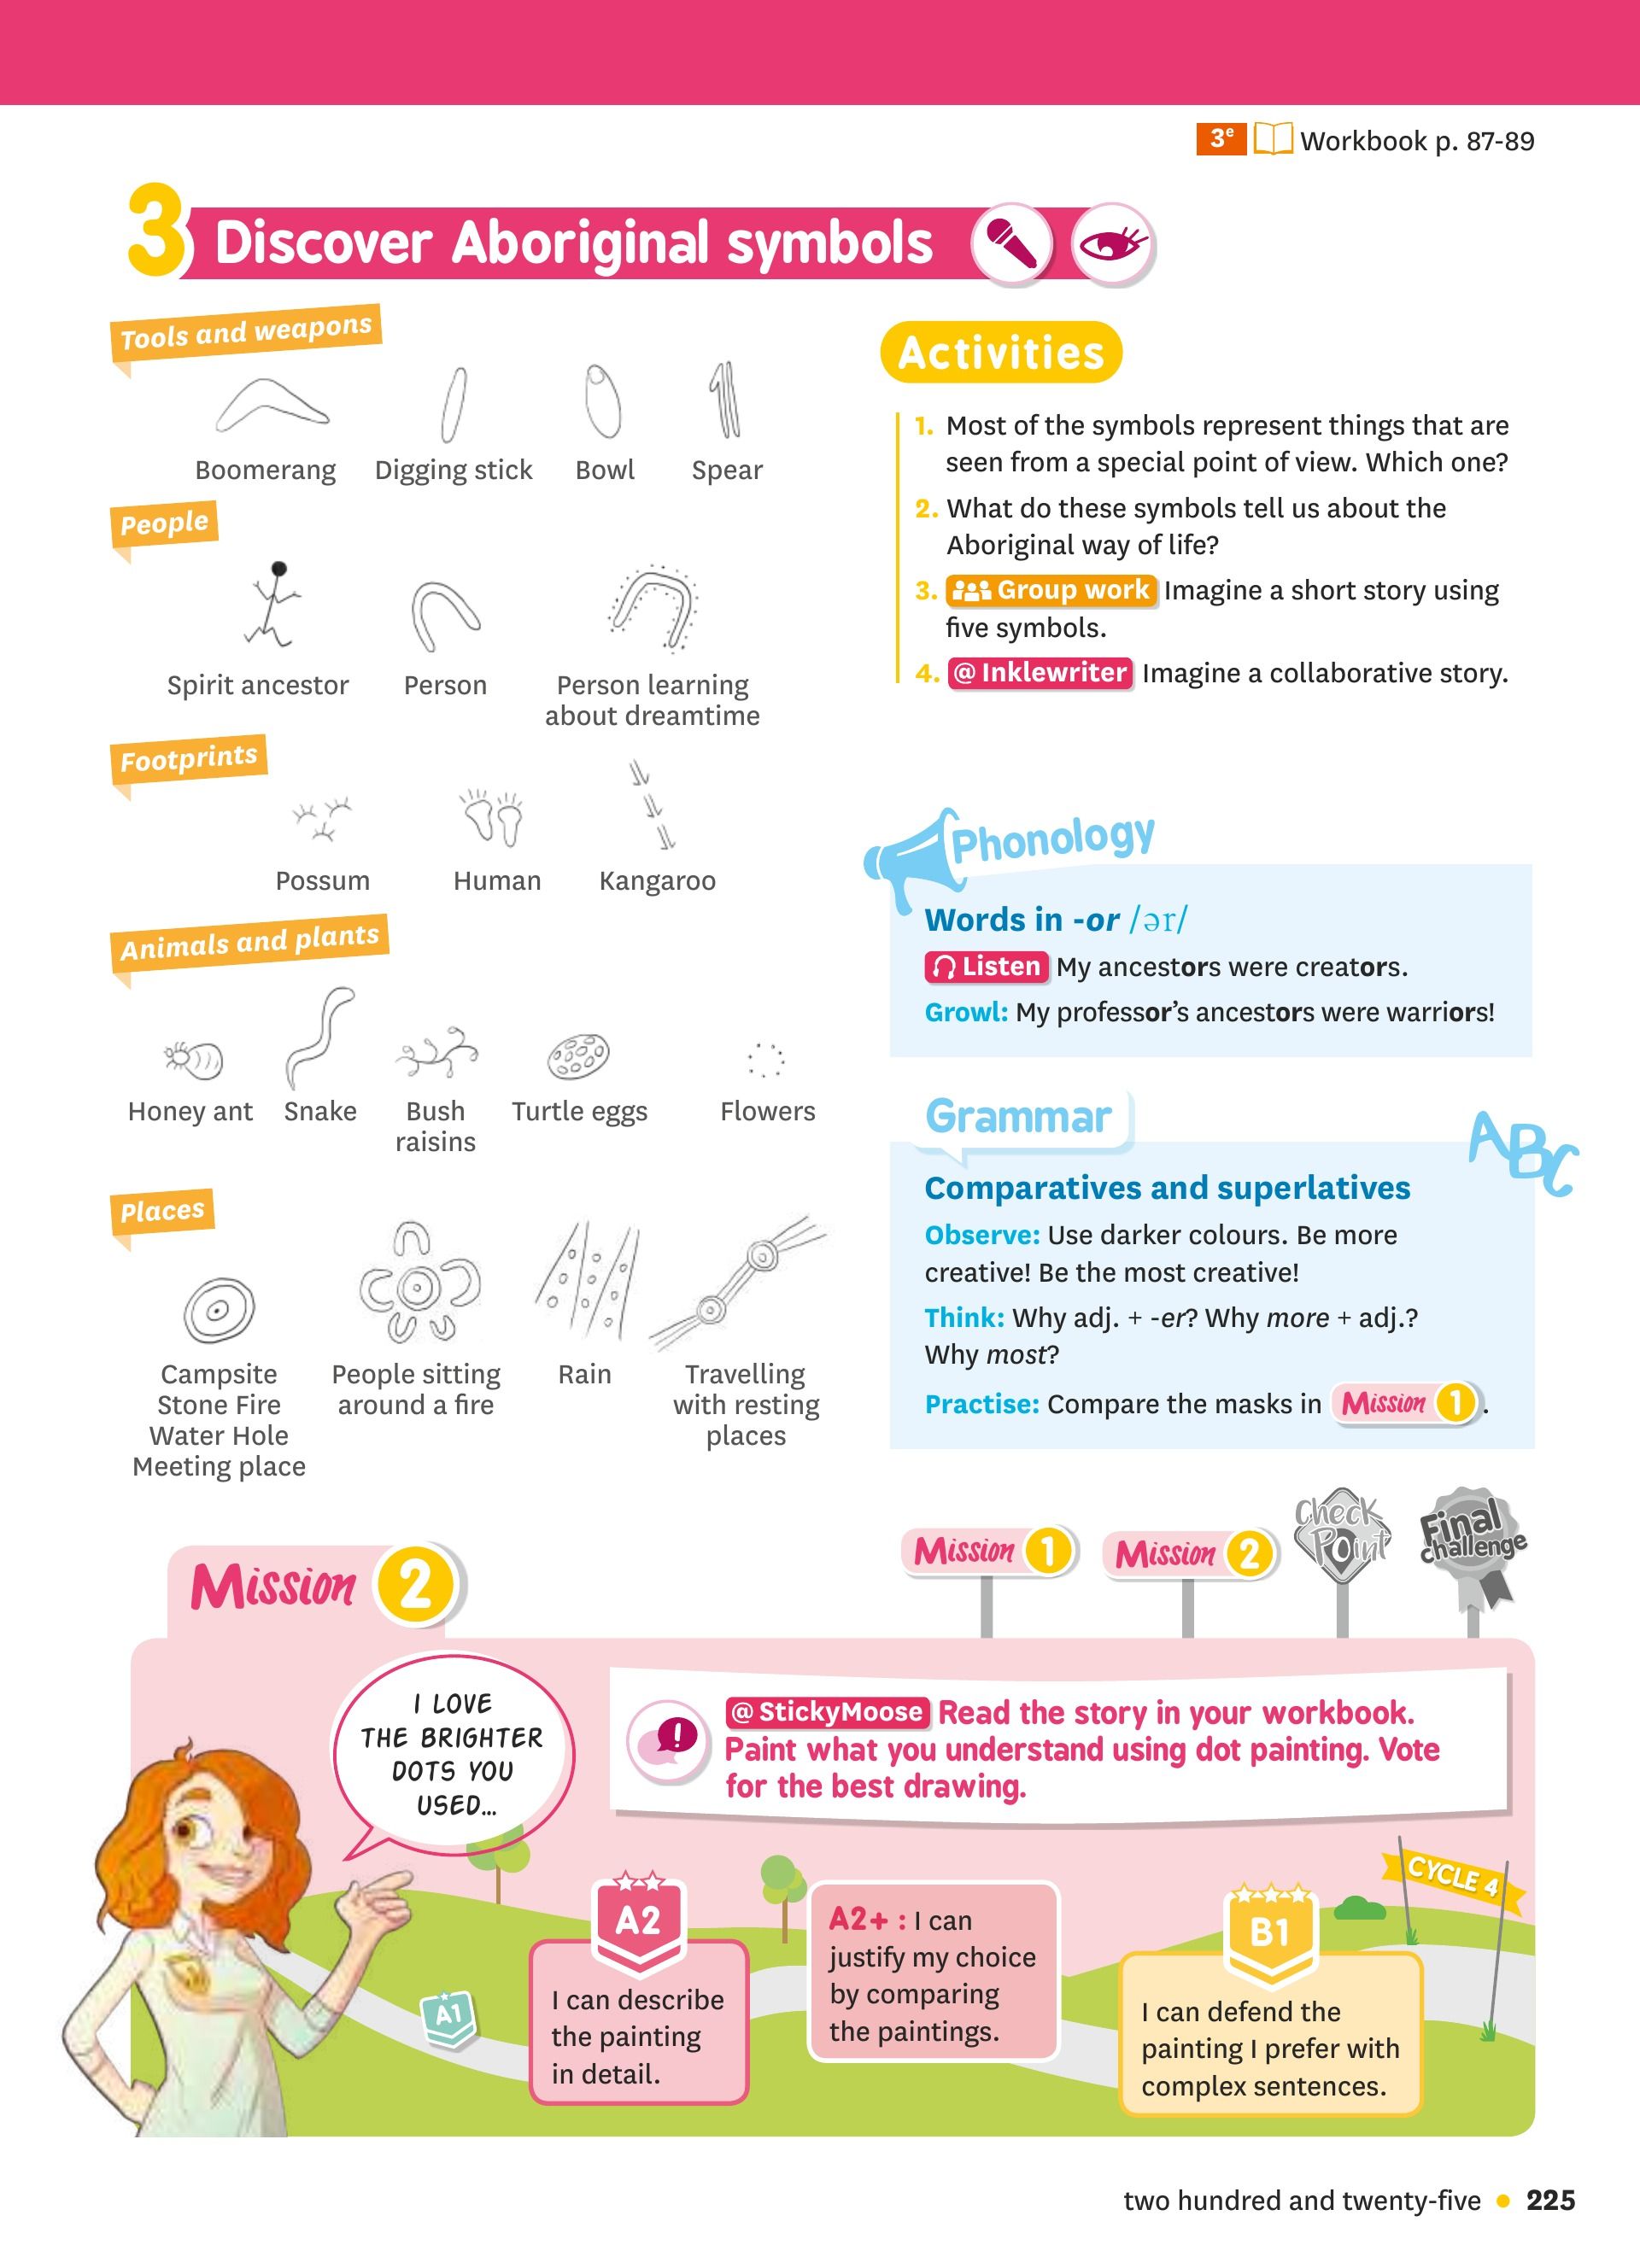 3e Workbook p. 87-89
3 Discover Aboriginal symbols
Tools and weapons
Boomerang Digging stick Bowl Spear
People
Spirit ancestor Person Person learning
about dreamtime
Footprints
Possum Human Kangaroo
Animals and plants
Honey ant Snake Bush
raisins Turtle eggs Flowers
Places
Campsite
Stone Fire
Water Hole
Meeting place
People sitting
around a fire
Rain
Travelling
with resting
places
Activities
1. Most of the symbols represent things that are
seen from a special point of view. Which one?
2. What do these symbols tell us about the
Aboriginal way of life?
3. Group work Imagine a short story using
five symbols.
4. @ Inklewriter Imagine a collaborative story.
Phonology
Words in -or /ər/
Listen My ancestors were creators.
Growl: My professor's ancestors were warriors!
Grammar
ABC
Comparatives and superlatives
Observe: Use darker colours. Be more
creative! Be the most creative!
Think: Why adj. + -er? Why more + adj.?
Why most?
Practise: Compare the masks in Mission 1 .
Mission 1 Mission 2 Check
Point Final
Challenge
Mission 2
I LOVE
THE BRIGHTER
DOTS YOU
USED...
@ StickyMoose Read the story in your workbook.
Paint what you understand using dot painting. Vote
for the best drawing.
CYCLE 4
A1
A2
I can describe
the painting
in detail.
A2+ : I can
justify my choice
by comparing
the paintings.
B1
I can defend the
painting I prefer with
complex sentences.
two hundred and twenty-five • 225